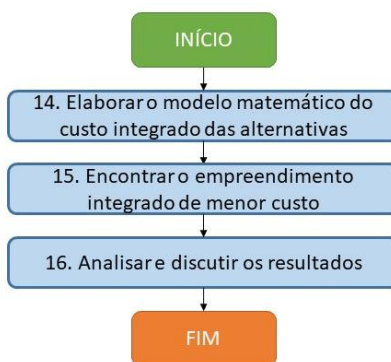 INÍCIO
14. Elaborar o modelo matemático do
custo integrado das alternativas
15. Encontrar o empreendimento
integrado de menor custo
16. Analisar e discutir os resultados
FIM